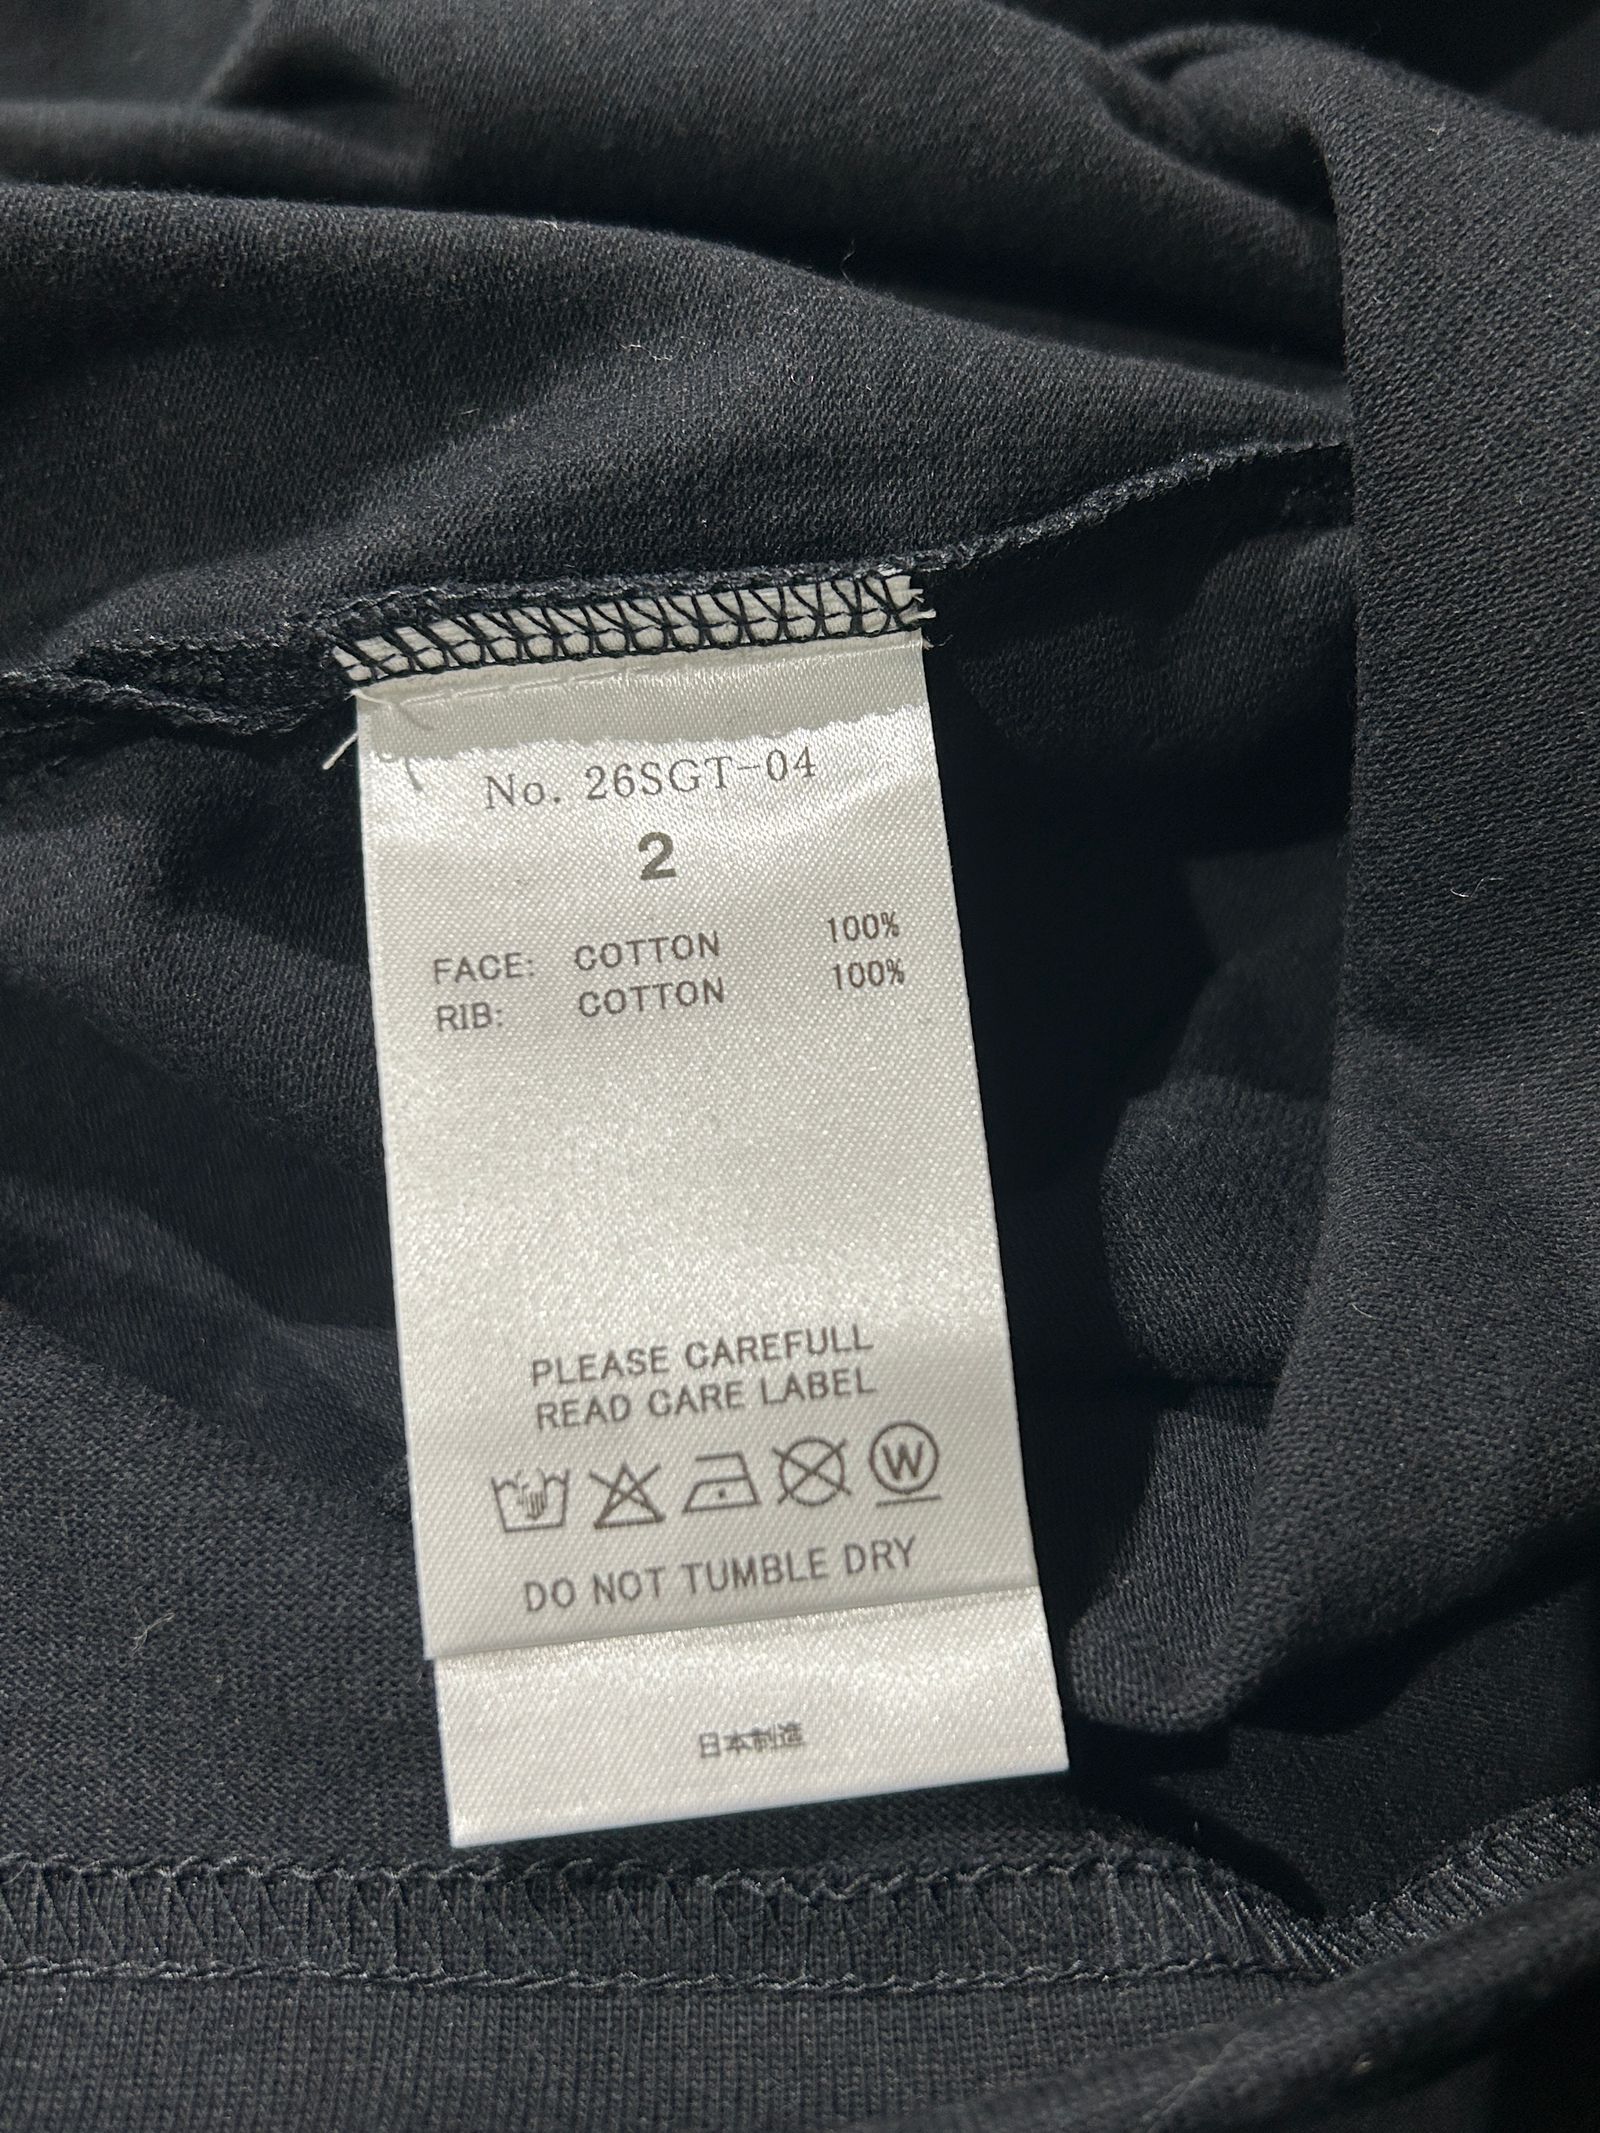 No. 26SGT-04
2
FACE: COTTON 100%
RIB: COTTON 100%
PLEASE CAREFULL
READ CARE LABEL
W
DO NOT TUMBLE DRY
日本制造